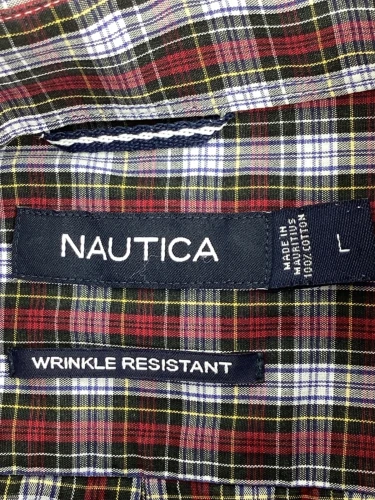 NAUTICA
MADE IN
MAURITIUS
100% COTTON
L
WRINKLE RESISTANT